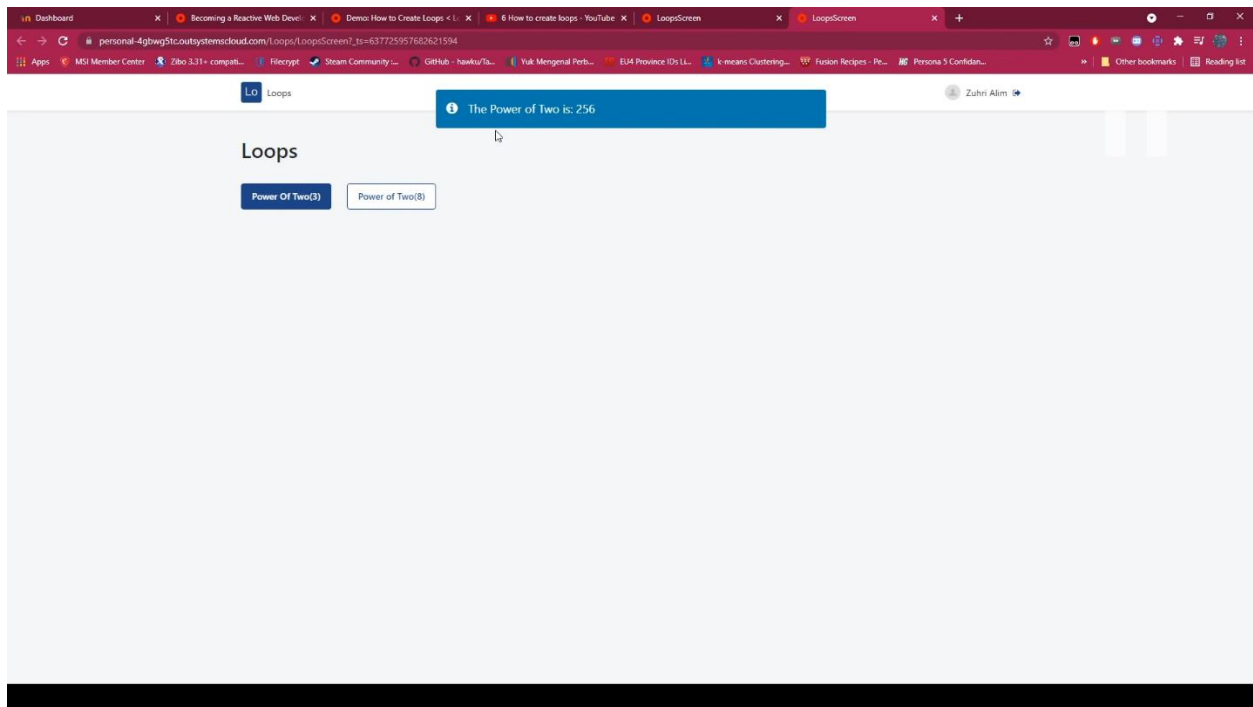 Dashboard
Becoming a Reactive Web Develo
Demo: How to Create Loops < Lo
6 How to create loops - YouTube
LoopsScreen
LoopsScreen
personal-4gbwg5tc.outsystemscloud.com/Loops/LoopsScreen?_ts=637725957682621594
Apps
MSI Member Center
Zibo 3.31+ compati...
Filecrypt
Steam Community :...
GitHub - hawku/Ta...
Yuk Mengenal Perb...
EU4 Province IDs Li...
k-means Clustering...
Fusion Recipes - Pe...
Persona 5 Confidan...
»
Other bookmarks
Reading list
Lo Loops
The Power of Two is: 256
Zuhri Alim
Loops
Power Of Two(3)
Power of Two(8)